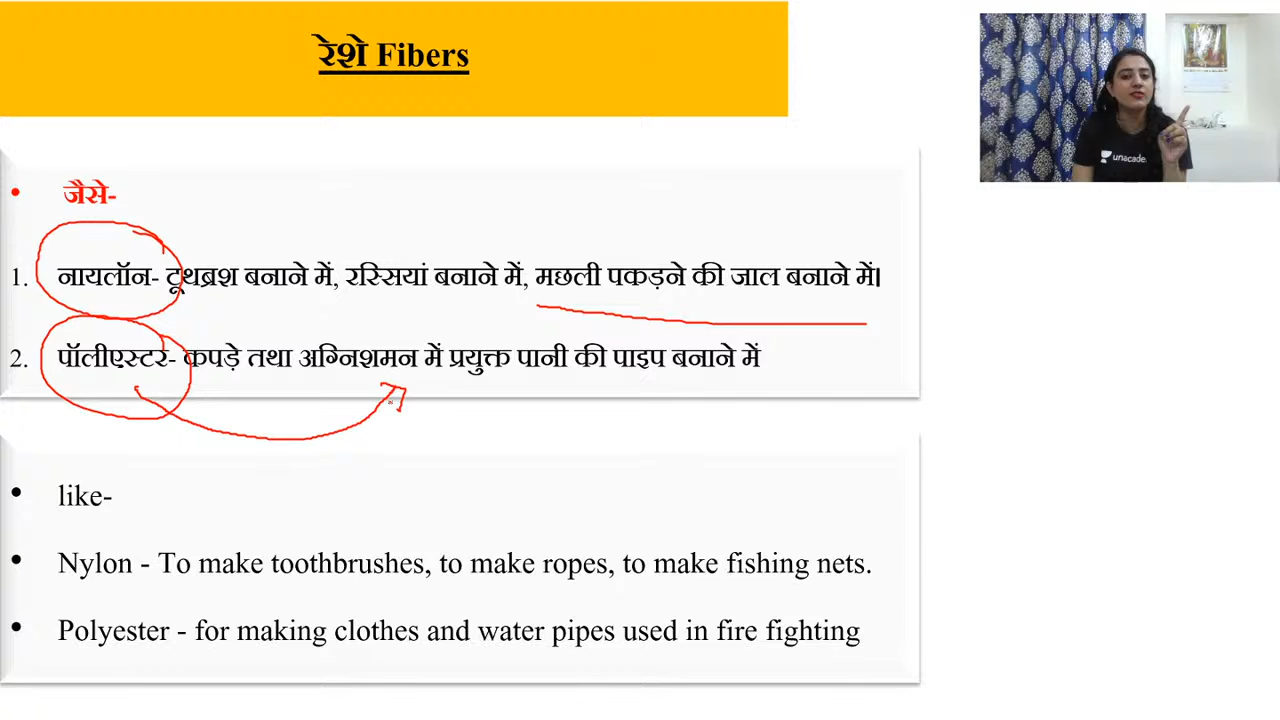 रेशे Fibers
• जैसे-
1. नायलॉन- टूथब्रश बनाने में, रस्सियां बनाने में, मछली पकड़ने की जाल बनाने में।
2. पॉलीएस्टर- कपड़े तथा अग्निशमन में प्रयुक्त पानी की पाइप बनाने में
• like-
• Nylon - To make toothbrushes, to make ropes, to make fishing nets.
• Polyester - for making clothes and water pipes used in fire fighting
unacade